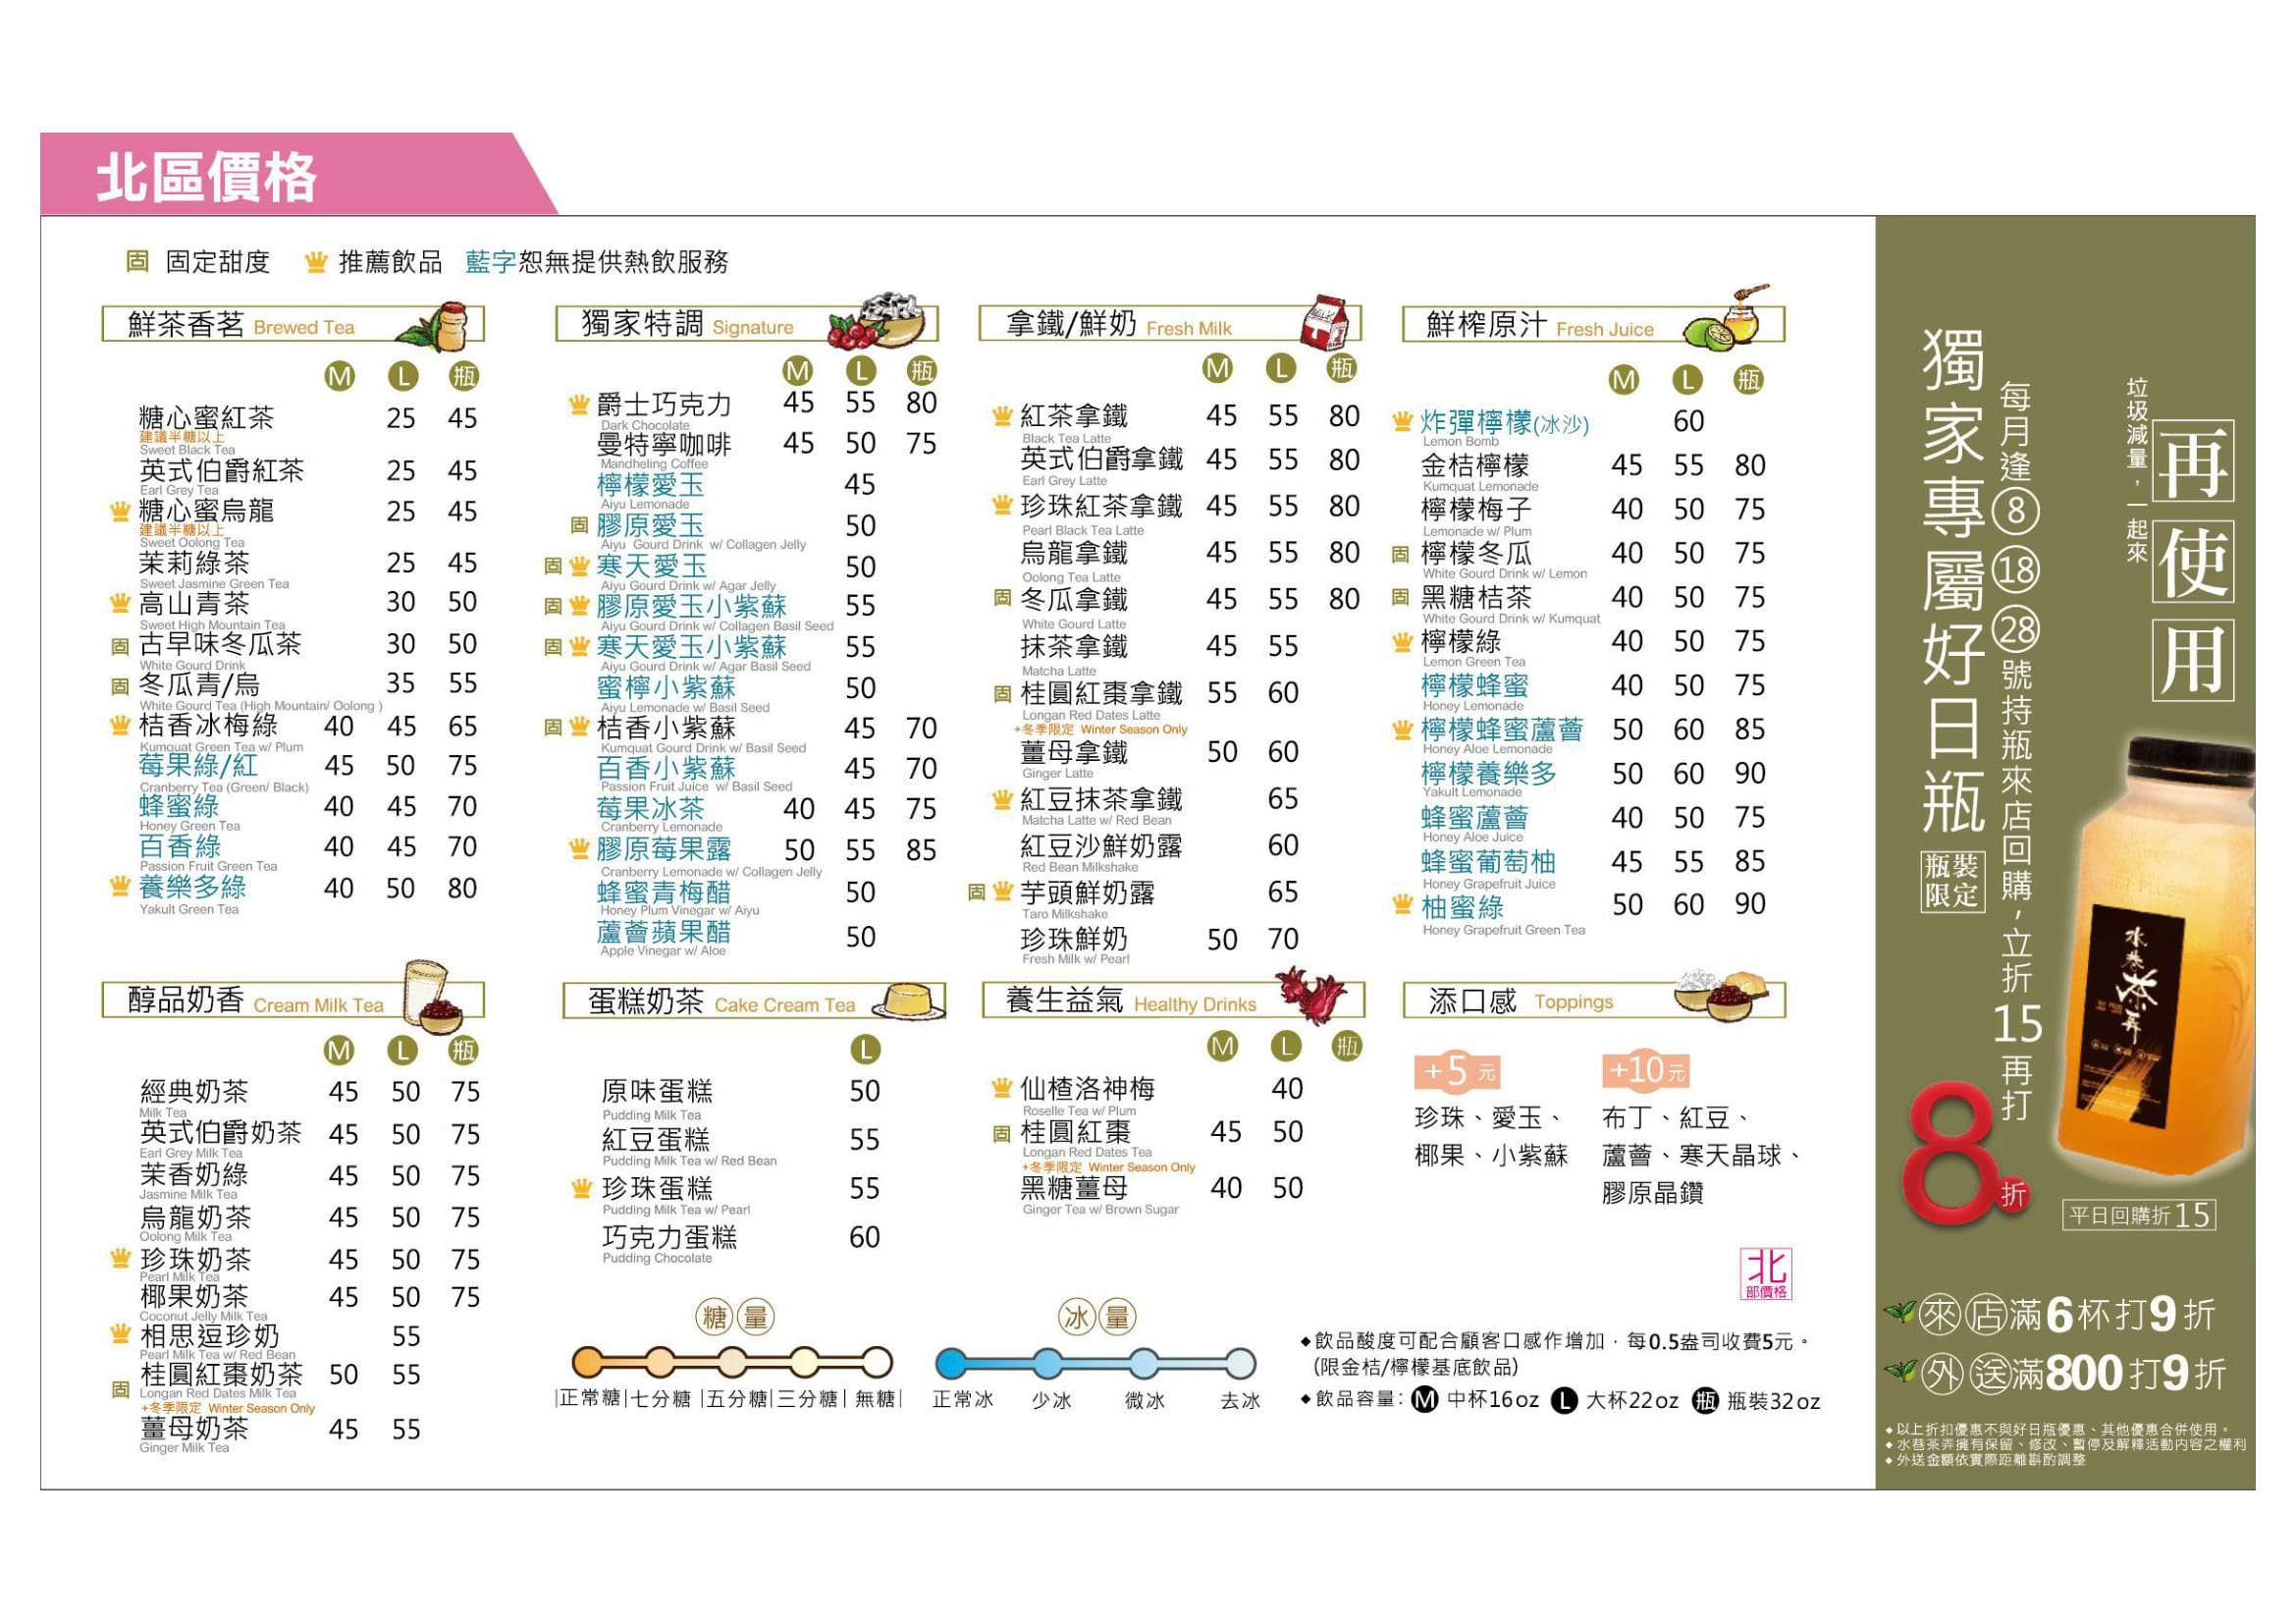 北區價格
固 固定甜度 推薦飲品 藍字恕無提供熱飲服務
鮮茶香茗 Brewed Tea
M L 瓶
糖心蜜紅茶 25 45
建議半糖以上
Sweet Black Tea
英式伯爵紅茶 25 45
Earl Grey Tea
糖心蜜烏龍 25 45
建議半糖以上
Sweet Oolong Tea
茉莉綠茶 25 45
Sweet Jasmine Green Tea
高山青茶 30 50
Sweet High Mountain Tea
固 古早味冬瓜茶 30 50
White Gourd Drink
固 冬瓜青/烏 35 55
White Gourd Tea (High Mountain/ Oolong )
桔香冰梅綠 40 45 65
Kumquat Green Tea w/ Plum
莓果綠/紅 45 50 75
Cranberry Tea (Green/ Black)
蜂蜜綠 40 45 70
Honey Green Tea
百香綠 40 45 70
Passion Fruit Green Tea
養樂多綠 40 50 80
Yakult Green Tea
獨家特調 Signature
M L 瓶
爵士巧克力 45 55 80
Dark Chocolate
曼特寧咖啡 45 50 75
Mandheling Coffee
檸檬愛玉 45
Aiyu Lemonade
固 膠原愛玉 50
Aiyu Gourd Drink w/ Collagen Jelly
固 寒天愛玉 50
Aiyu Gourd Drink w/ Agar Jelly
固 膠原愛玉小紫蘇 55
Aiyu Gourd Drink w/ Collagen Basil Seed
固 寒天愛玉小紫蘇 55
Aiyu Gourd Drink w/ Agar Basil Seed
蜜檸小紫蘇 50
Aiyu Lemonade w/ Basil Seed
固 桔香小紫蘇 45 70
Kumquat Gourd Drink w/ Basil Seed
百香小紫蘇 45 70
Passion Fruit Juice w/ Basil Seed
莓果冰茶 40 45 75
Cranberry Lemonade
膠原莓果露 50 55 85
Cranberry Lemonade w/ Collagen Jelly
蜂蜜青梅醋 50
Honey Plum Vinegar w/ Aiyu
蘆薈蘋果醋 50
Apple Vinegar w/ Aloe
拿鐵/鮮奶 Fresh Milk
M L 瓶
紅茶拿鐵 45 55 80
Black Tea Latte
英式伯爵拿鐵 45 55 80
Earl Grey Latte
珍珠紅茶拿鐵 45 55 80
Pearl Black Tea Latte
烏龍拿鐵 45 55 80
Oolong Tea Latte
固 冬瓜拿鐵 45 55 80
White Gourd Latte
抹茶拿鐵 45 55
Matcha Latte
固 桂圓紅棗拿鐵 55 60
Longan Red Dates Latte
+冬季限定 Winter Season Only
薑母拿鐵 50 60
Ginger Latte
紅豆抹茶拿鐵 65
Matcha Latte w/ Red Bean
紅豆沙鮮奶露 60
Red Bean Milkshake
固 芋頭鮮奶露 65
Taro Milkshake
珍珠鮮奶 50 70
Fresh Milk w/ Pearl
鮮榨原汁 Fresh Juice
M L 瓶
炸彈檸檬(冰沙) 60
Lemon Bomb
金桔檸檬 45 55 80
Kumquat Lemonade
檸檬梅子 40 50 75
Lemonade w/ Plum
固 檸檬冬瓜 40 50 75
White Gourd Drink w/ Lemon
固 黑糖桔茶 40 50 75
White Gourd Drink w/ Kumquat
檸檬綠 40 50 75
Lemon Green Tea
檸檬蜂蜜 40 50 75
Honey Lemonade
檸檬蜂蜜蘆薈 50 60 85
Honey Aloe Lemonade
檸檬養樂多 50 60 90
Yakult Lemonade
蜂蜜蘆薈 40 50 75
Honey Aloe Juice
蜂蜜葡萄柚 45 55 85
Honey Grapefruit Juice
柚蜜綠 50 60 90
Honey Grapefruit Green Tea
醇品奶香 Cream Milk Tea
M L 瓶
經典奶茶 45 50 75
Milk Tea
英式伯爵奶茶 45 50 75
Earl Grey Milk Tea
茉香奶綠 45 50 75
Jasmine Milk Tea
烏龍奶茶 45 50 75
Oolong Milk Tea
珍珠奶茶 45 50 75
Pearl Milk Tea
椰果奶茶 45 50 75
Coconut Jelly Milk Tea
相思逗珍奶 55
Pearl Milk Tea w/ Red Bean
固 桂圓紅棗奶茶 50 55
Longan Red Dates Milk Tea
+冬季限定 Winter Season Only
薑母奶茶 45 55
Ginger Milk Tea
蛋糕奶茶 Cake Cream Tea
L
原味蛋糕 50
Pudding Milk Tea
紅豆蛋糕 55
Pudding Milk Tea w/ Red Bean
珍珠蛋糕 55
Pudding Milk Tea w/ Pearl
巧克力蛋糕 60
Pudding Chocolate
養生益氣 Healthy Drinks
M L 瓶
仙楂洛神梅 40
Roselle Tea w/ Plum
固 桂圓紅棗 45 50
Longan Red Dates Tea
+冬季限定 Winter Season Only
黑糖薑母 40 50
Ginger Tea w/ Brown Sugar
添口感 Toppings
+5元 +10元
珍珠、愛玉、 布丁、紅豆、
椰果、小紫蘇 蘆薈、寒天晶球、
膠原晶鑽
北
部價格
糖量
|正常糖|七分糖|五分糖|三分糖|無糖|
冰量
正常冰 少冰 微冰 去冰
◆飲品酸度可配合顧客口感作增加，每0.5盎司收費5元。
(限金桔/檸檬基底飲品)
◆飲品容量：M 中杯16oz L 大杯22oz 瓶 瓶裝32oz
再使用
垃圾減量，一起來
獨家專屬好日瓶
瓶裝
限定
每月逢⑧⑱㉘號持瓶來店回購，立折15再打
8折
平日回購折15
水巷茶弄
來店滿6杯打9折
外送滿800打9折
◆以上折扣優惠不與好日瓶優惠、其他優惠合併使用。
◆水巷茶弄擁有保留、修改、暫停及解釋活動內容之權利
◆外送金額依實際距離斟酌調整